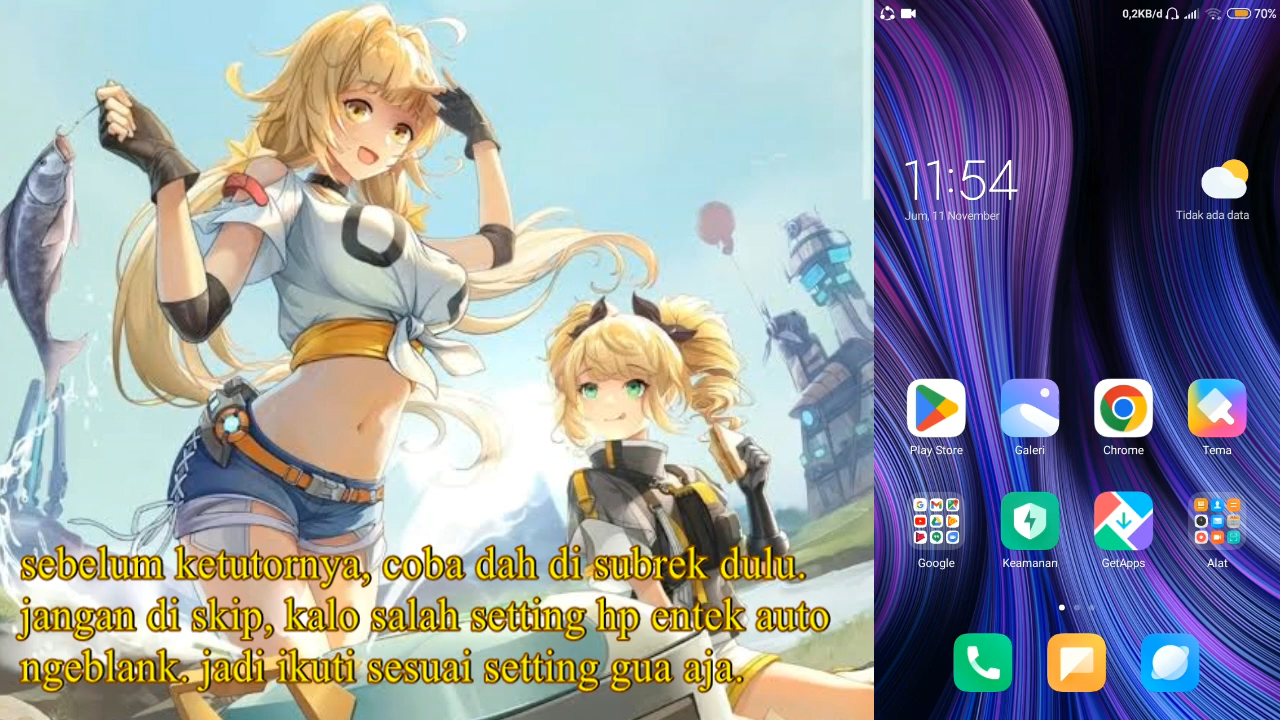 sebelum ketutornya, coba dah di subrek dulu.
jangan di skip, kalo salah setting hp entek auto
ngeblank. jadi ikuti sesuai setting gua aja.
0,2KB/d 70%
11:54
Jum, 11 November
Tidak ada data
Play Store Galeri Chrome Tema
Google Keamanan GetApps Alat